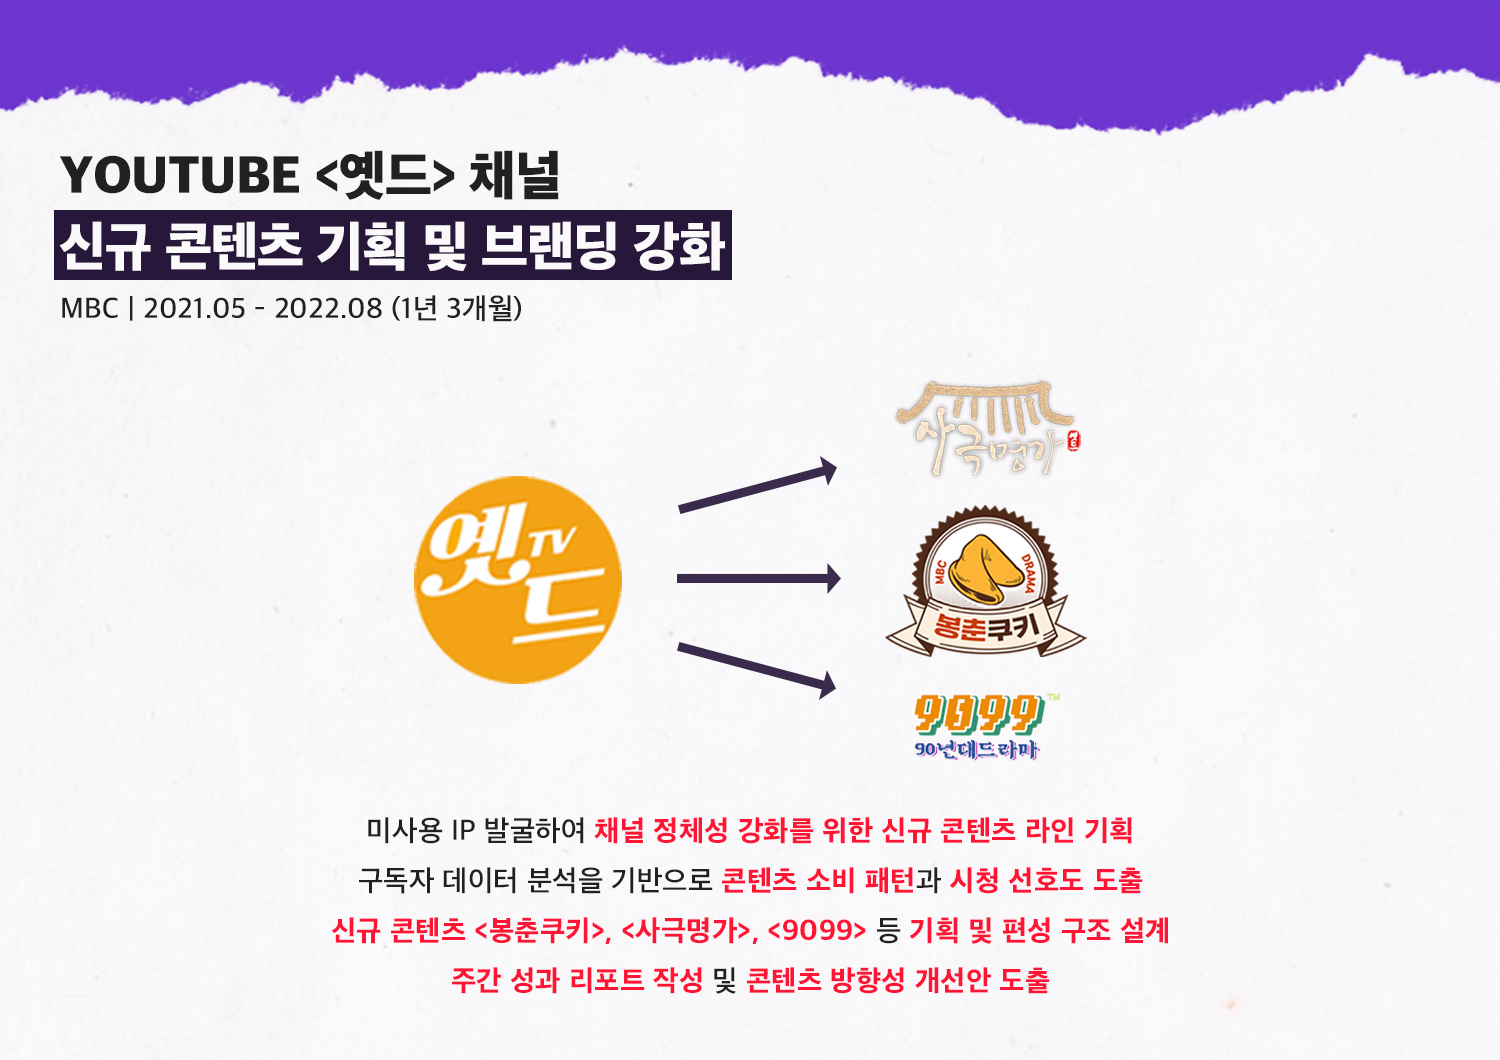 YOUTUBE <옛드> 채널
신규 콘텐츠 기획 및 브랜딩 강화
MBC | 2021.05 - 2022.08 (1년 3개월)
사극명가
옛드
옛드 TV
MBC DRAMA
봉춘쿠키
9099 TM
90년대드라마
미사용 IP 발굴하여 채널 정체성 강화를 위한 신규 콘텐츠 라인 기획
구독자 데이터 분석을 기반으로 콘텐츠 소비 패턴과 시청 선호도 도출
신규 콘텐츠 <봉춘쿠키>, <사극명가>, <9099> 등 기획 및 편성 구조 설계
주간 성과 리포트 작성 및 콘텐츠 방향성 개선안 도출